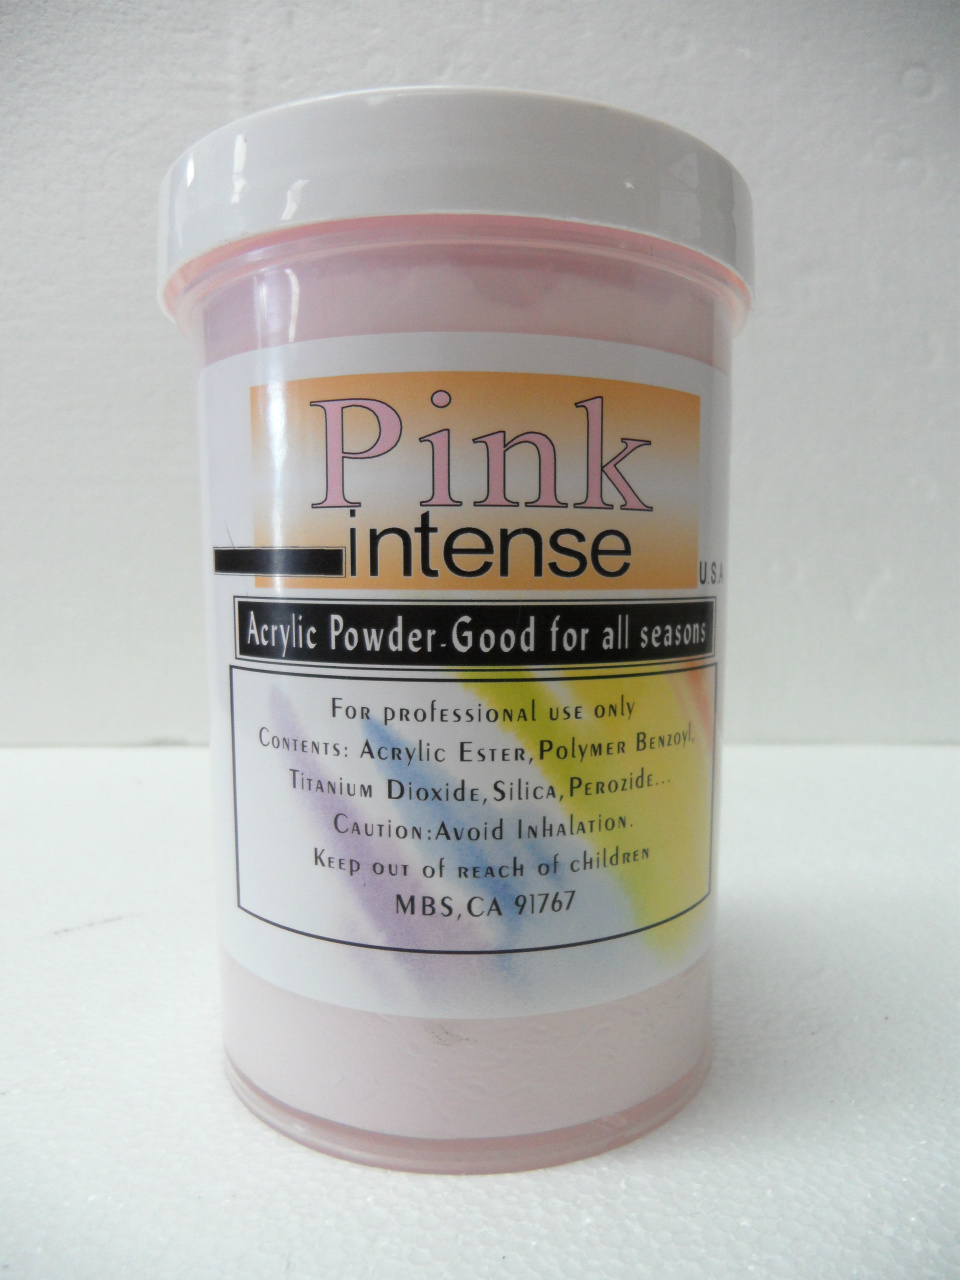 Pink
intense
U.S.A
Acrylic Powder-Good for all seasons
For professional use only
Contents: Acrylic Ester, Polymer Benzoyl,
Titanium Dioxide, Silica, Perozide...
Caution: Avoid Inhalation.
Keep out of reach of children
MBS, CA 91767